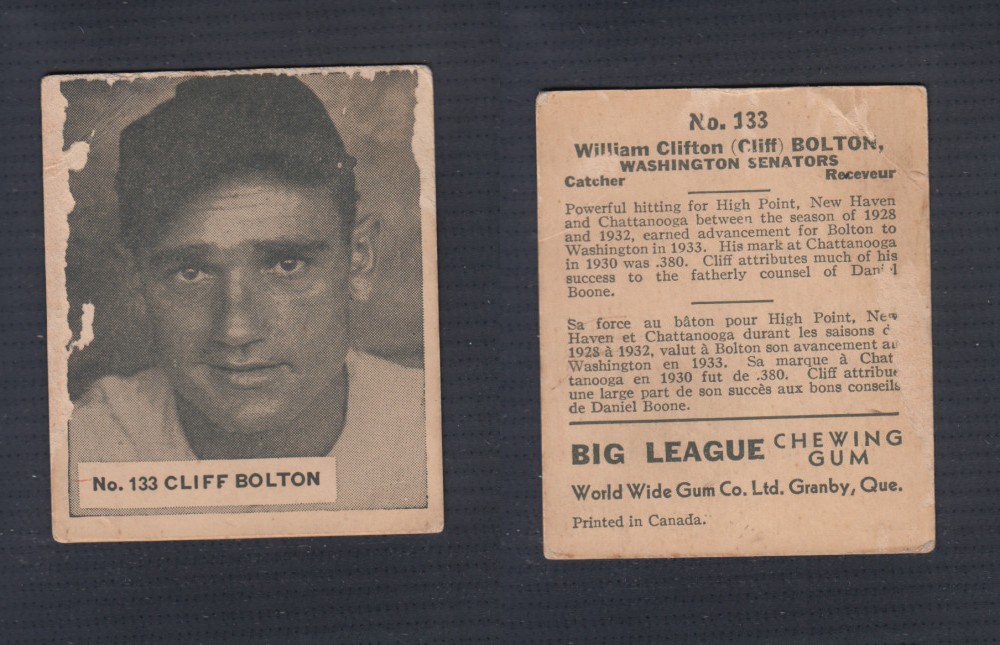 No. 133 CLIFF BOLTON
No. 133
William Clifton (Cliff) BOLTON,
WASHINGTON SENATORS
Catcher Receveur
Powerful hitting for High Point, New Haven
and Chattanooga between the season of 1928
and 1932, earned advancement for Bolton to
Washington in 1933. His mark at Chattanooga
in 1930 was .380. Cliff attributes much of his
success to the fatherly counsel of Daniel
Boone.
Sa force au bâton pour High Point, New
Haven et Chattanooga durant les saisons d
1928 à 1932, valut à Bolton son avancement au
Washington en 1933. Sa marque à Chat
tanooga en 1930 fut de .380. Cliff attribue
une large part de son succès aux bons conseils
de Daniel Boone.
BIG LEAGUE CHEWING GUM
World Wide Gum Co. Ltd. Granby, Que.
Printed in Canada.